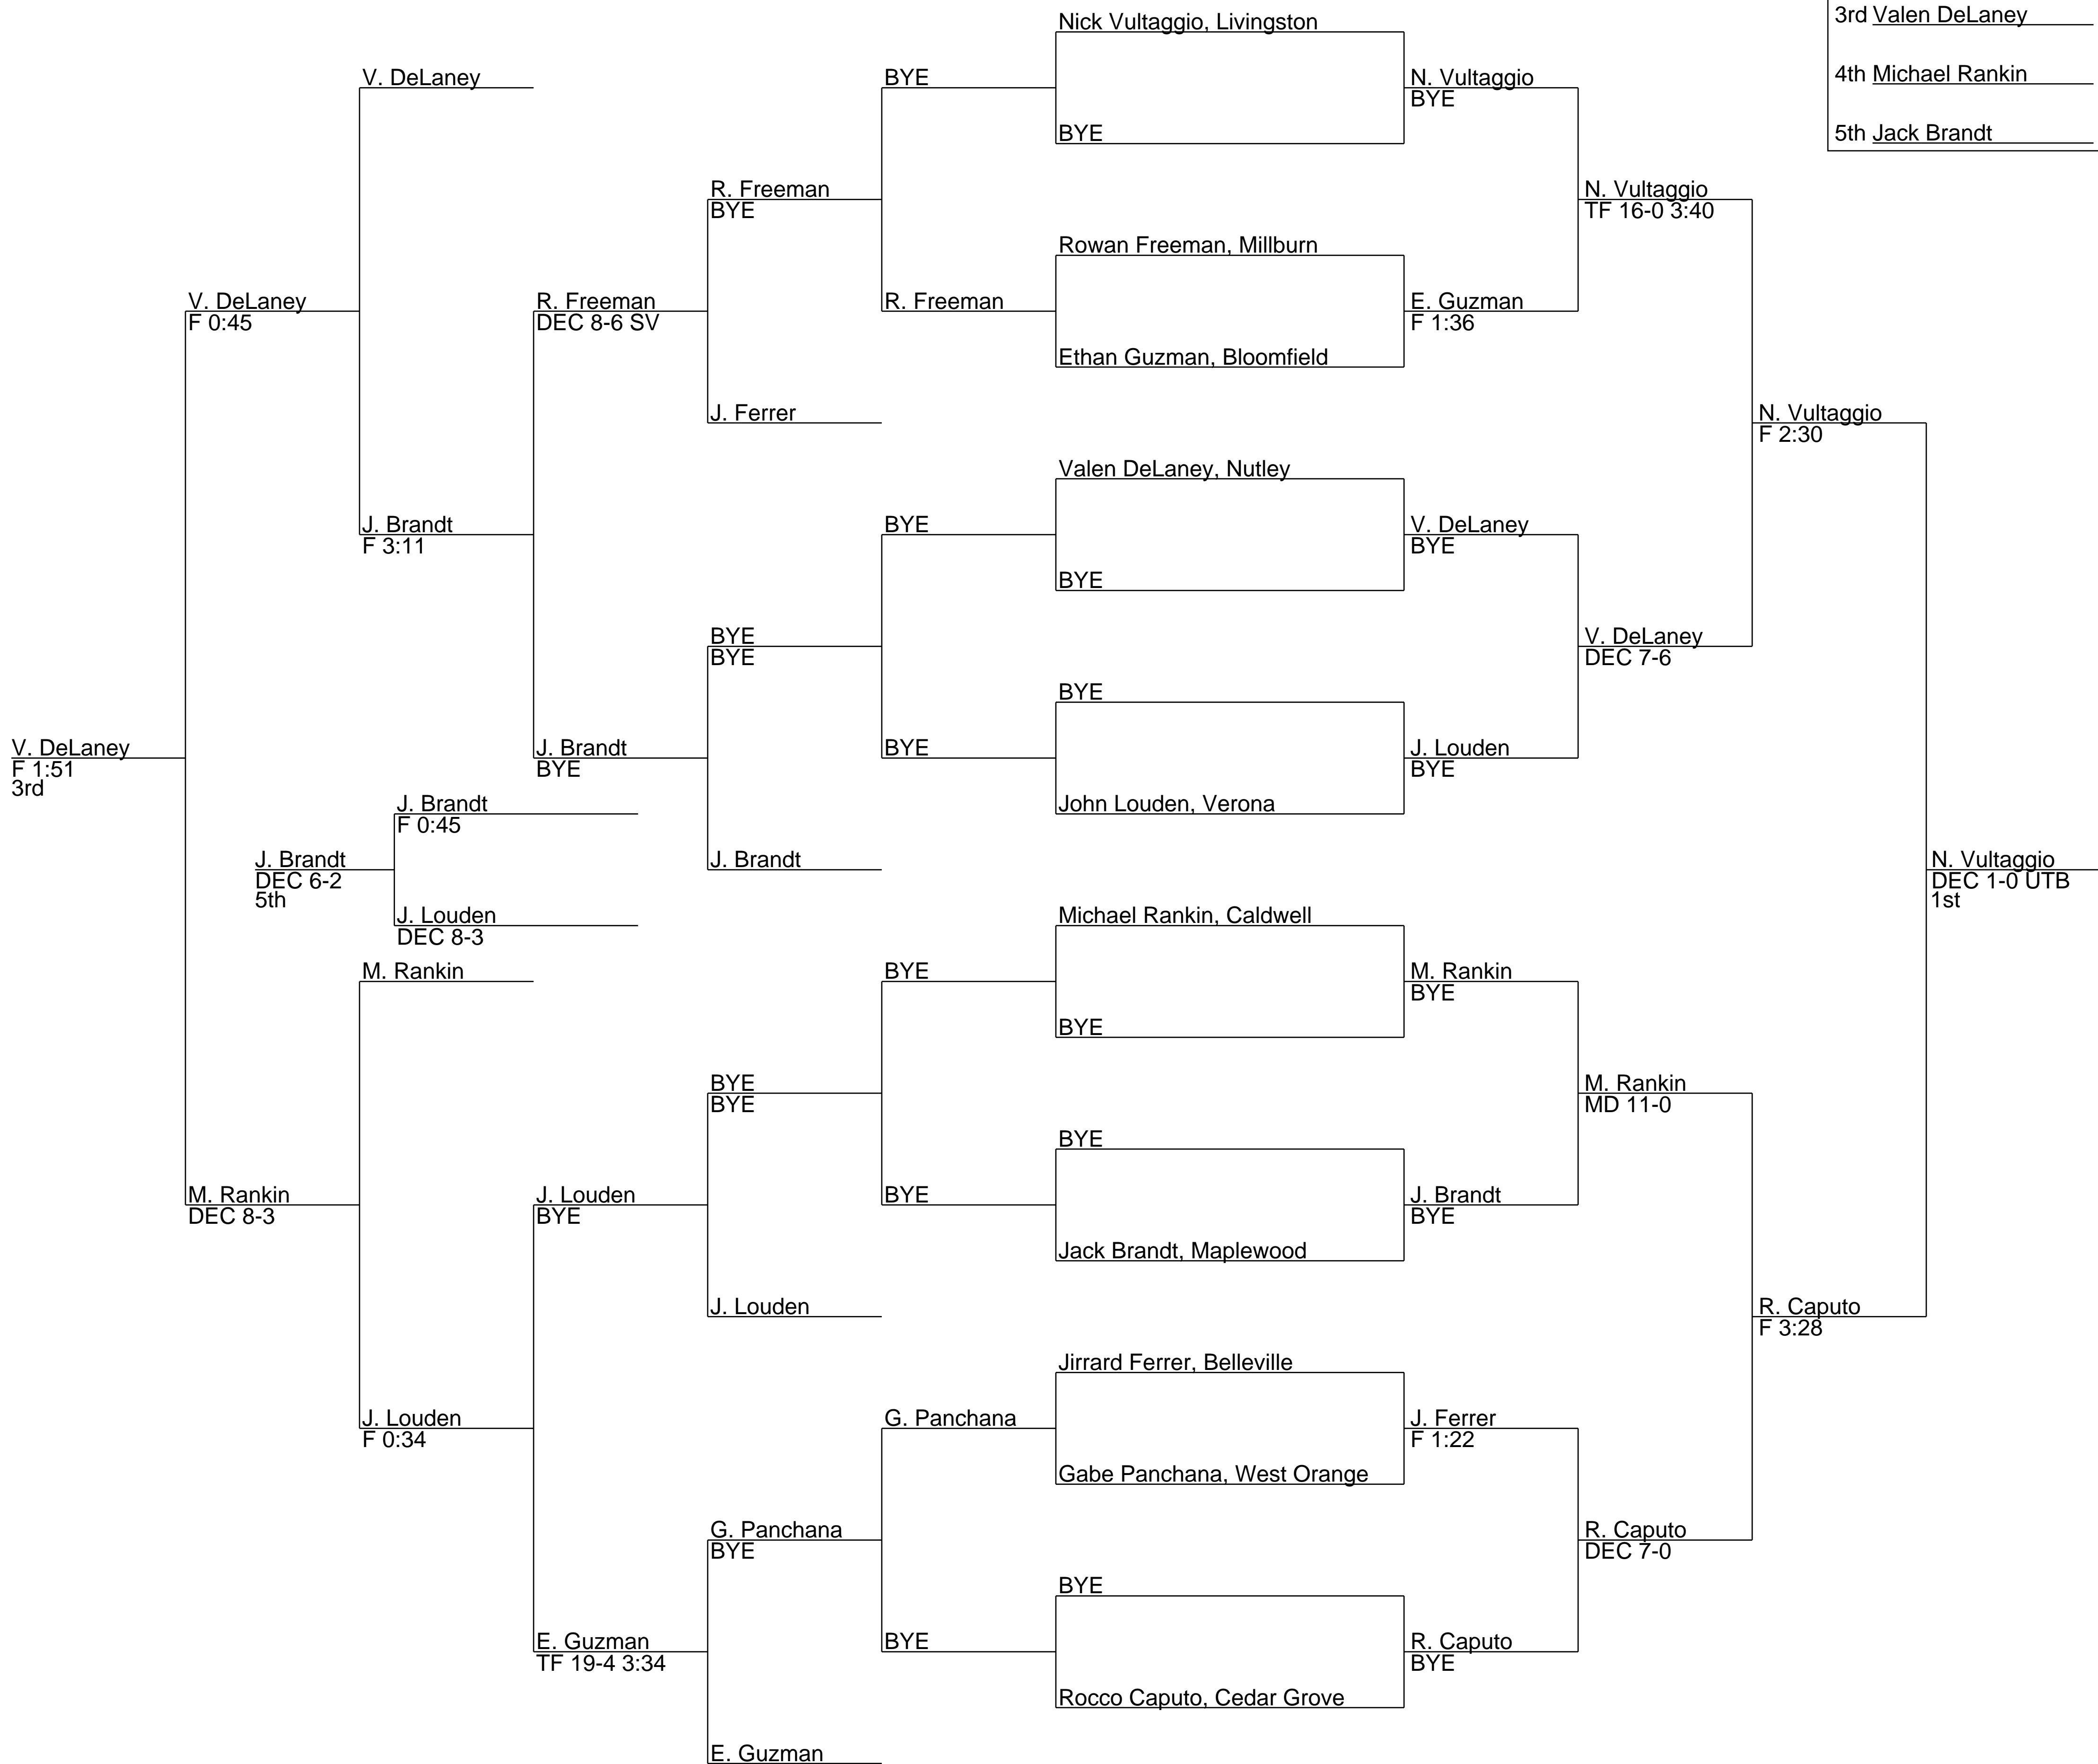 3rd Valen DeLaney
Nick Vultaggio, Livingston
4th Michael Rankin
V. DeLaney
BYE
N. Vultaggio
BYE
5th Jack Brandt
BYE
R. Freeman
BYE
N. Vultaggio
TF 16-0 3:40
Rowan Freeman, Millburn
V. DeLaney
F 0:45
R. Freeman
DEC 8-6 SV
R. Freeman
E. Guzman
F 1:36
Ethan Guzman, Bloomfield
J. Ferrer
N. Vultaggio
F 2:30
Valen DeLaney, Nutley
J. Brandt
F 3:11
BYE
V. DeLaney
BYE
BYE
BYE
BYE
V. DeLaney
DEC 7-6
BYE
V. DeLaney
F 1:51
3rd
J. Brandt
BYE
BYE
J. Louden
BYE
J. Brandt
F 0:45
John Louden, Verona
J. Brandt
DEC 6-2
5th
J. Brandt
N. Vultaggio
DEC 1-0 UTB
1st
J. Louden
DEC 8-3
Michael Rankin, Caldwell
M. Rankin
BYE
M. Rankin
BYE
BYE
BYE
BYE
M. Rankin
MD 11-0
BYE
M. Rankin
DEC 8-3
J. Louden
BYE
BYE
J. Brandt
BYE
Jack Brandt, Maplewood
J. Louden
R. Caputo
F 3:28
Jirrard Ferrer, Belleville
J. Louden
F 0:34
G. Panchana
J. Ferrer
F 1:22
Gabe Panchana, West Orange
G. Panchana
BYE
R. Caputo
DEC 7-0
BYE
E. Guzman
TF 19-4 3:34
BYE
R. Caputo
BYE
Rocco Caputo, Cedar Grove
E. Guzman